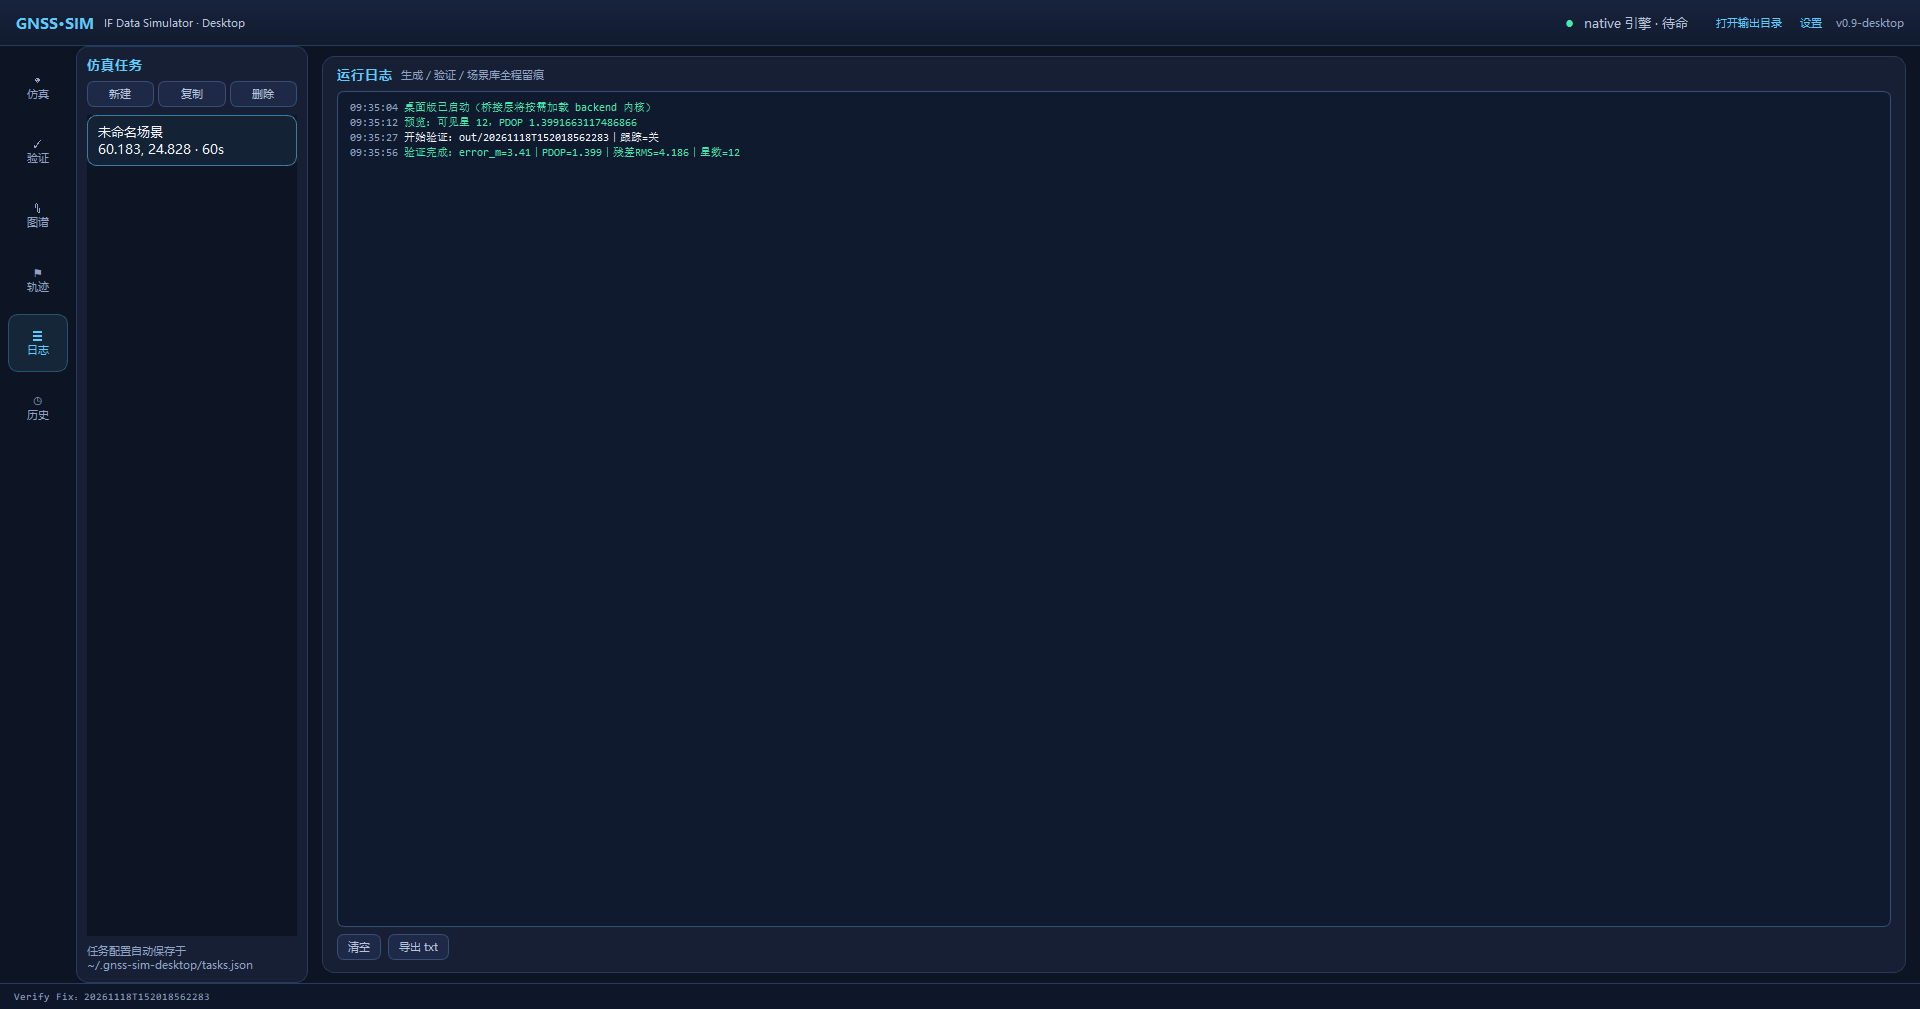 GNSS•SIM IF Data Simulator · Desktop
native 引擎 · 待命 打开输出目录 设置 v0.9-desktop
仿真
验证
图谱
轨迹
日志
历史
仿真任务
新建 复制 删除
未命名场景
60.183, 24.828 · 60s
任务配置自动保存于
~/.gnss-sim-desktop/tasks.json
运行日志 生成 / 验证 / 场景库全程留痕
09:35:04 桌面版已启动（桥接层将按需加载 backend 内核）
09:35:12 预览：可见星 12，PDOP 1.3991663117486866
09:35:27 开始验证：out/20261118T152018562283｜跟踪=关
09:35:56 验证完成：error_m=3.41｜PDOP=1.399｜残差RMS=4.186｜星数=12
清空 导出 txt
Verify Fix：20261118T152018562283